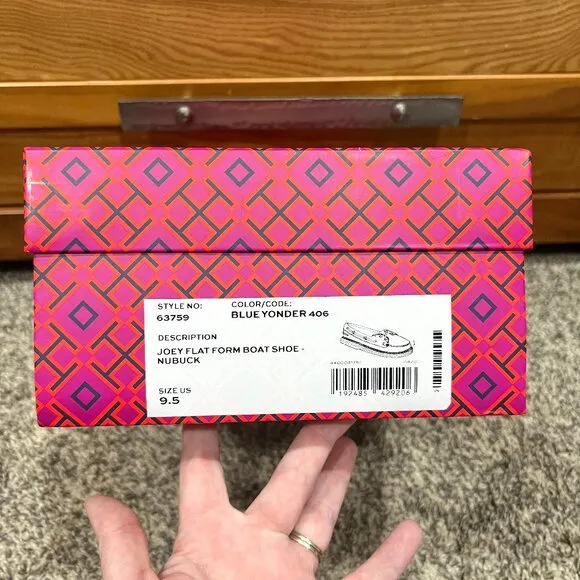 STYLE NO: COLOR/CODE:
63759 BLUE YONDER 406
DESCRIPTION
JOEY FLAT FORM BOAT SHOE -
NUBUCK
SIZE US
9.5
192485 429206